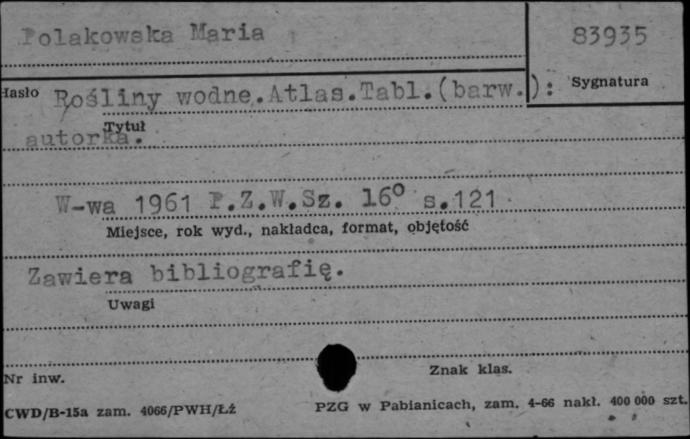 Polakowska Maria
83935
Hasło
Sygnatura
Rośliny wodne.Atlas.Tabl.(barw.):
Tytuł
autorka.
W-wa 1961 P.Z.W.Sz. 16° s.121
Miejsce, rok wyd., nakładca, format, objętość
Zawiera bibliografię.
Uwagi
Nr inw.
Znak klas.
CWD/B-15a zam. 4066/PWH/Łź
PZG w Pabianicach, zam. 4-66 nakł. 400 000 szt.